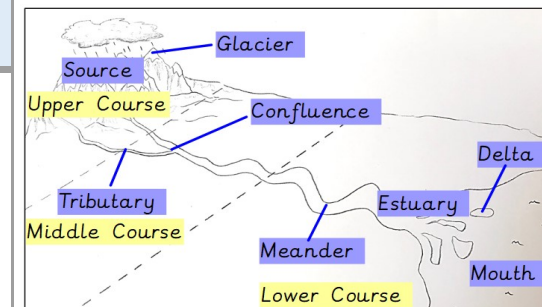 Glacier
Source
Upper Course
Confluence
Delta
Tributary
Estuary
Middle Course
Meander
Mouth
Lower Course